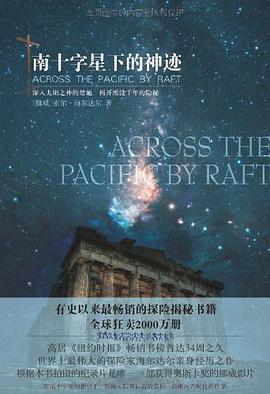 南十字星下的神迹
ACROSS THE PACIFIC BY RAFT
深入太阳之神的禁地 揭开湮没千年的隐秘
[挪威]索尔·海尔达尔 著
ACROSS THE
PACIFIC BY RAFT
有史以来最畅销的探险揭秘书籍
全球狂卖2000万册
高居《纽约时报》畅销书榜首达34周之久
世界上最伟大的探险家海尔达尔亲身经历之作
根据本书拍摄的纪录片是唯一一部获得奥斯卡奖的挪威影片